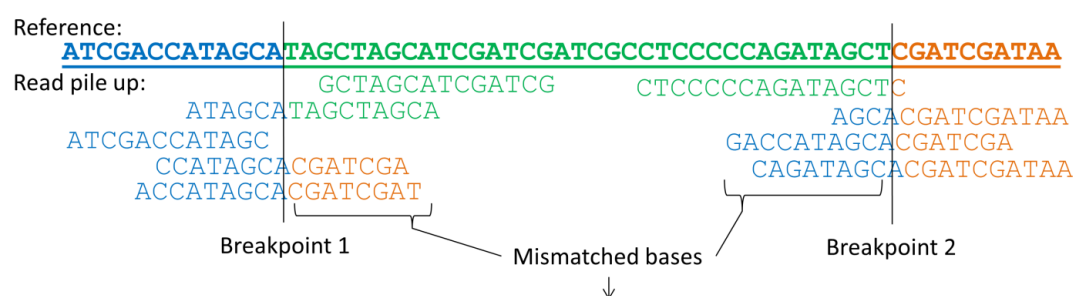 Reference:
ATCGACCATAGCATAGCTAGCATCGATCGATCGCCTCCCCCAGATAGCTCGATCGATAA
Read pile up:
GCTAGCATCGATCG
CTCCCCCAGATAGCTC
ATAGCATAGCTAGCA
AGCACGATCGATAA
ATCGACCATAGC
GACCATAGCACGATCGA
CCATAGCACGATCGA
CAGATAGCACGATCGATAA
ACCATAGCACGATCGAT
Breakpoint 1
Breakpoint 2
Mismatched bases